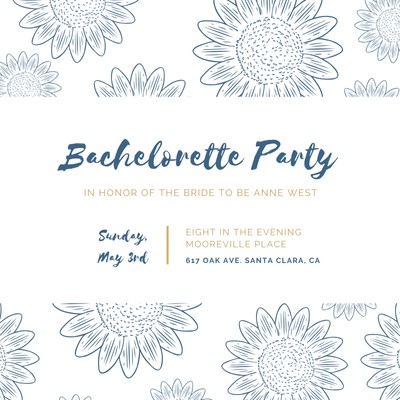 Bachelorette Party
IN HONOR OF THE BRIDE TO BE ANNE WEST
Sunday,
May 3rd
EIGHT IN THE EVENING
MOOREVILLE PLACE
617 OAK AVE. SANTA CLARA, CA